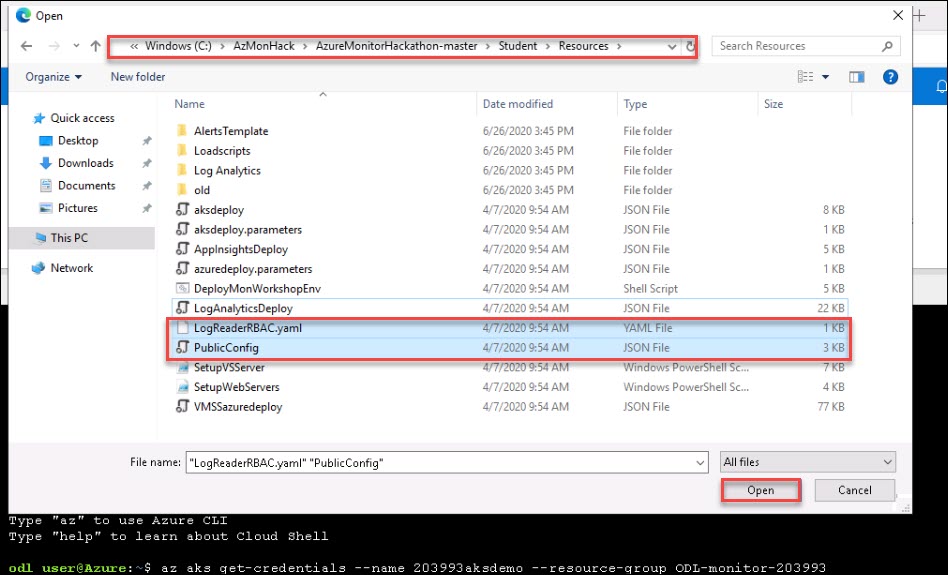 Open
« Windows (C:) › AzMonHack › AzureMonitorHackathon-master › Student › Resources ›
Search Resources
Organize
New folder
Name
Date modified
Type
Size
Quick access
Desktop
Downloads
Documents
Pictures
This PC
Network
AlertsTemplate 6/26/2020 3:45 PM File folder
Loadscripts 6/26/2020 3:45 PM File folder
Log Analytics 6/26/2020 3:45 PM File folder
old 6/26/2020 3:45 PM File folder
aksdeploy 4/7/2020 9:54 AM JSON File 8 KB
aksdeploy.parameters 4/7/2020 9:54 AM JSON File 1 KB
AppInsightsDeploy 4/7/2020 9:54 AM JSON File 5 KB
azuredeploy.parameters 4/7/2020 9:54 AM JSON File 1 KB
DeployMonWorkshopEnv 4/7/2020 9:54 AM Shell Script 5 KB
LogAnalyticsDeploy 4/7/2020 9:54 AM JSON File 22 KB
LogReaderRBAC.yaml 4/7/2020 9:54 AM YAML File 1 KB
PublicConfig 4/7/2020 9:54 AM JSON File 3 KB
SetupVSServer 4/7/2020 9:54 AM Windows PowerShell Sc... 7 KB
SetupWebServers 4/7/2020 9:54 AM Windows PowerShell Sc... 4 KB
VMSSazuredeploy 4/7/2020 9:54 AM JSON File 77 KB
File name: "LogReaderRBAC.yaml" "PublicConfig"
All files
Open
Cancel
Type "az" to use Azure CLI
Type "help" to learn about Cloud Shell
odl_user@Azure:~$ az aks get-credentials --name 203993aksdemo --resource-group ODL-monitor-203993